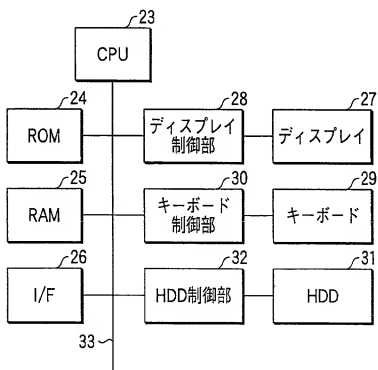 23
CPU
24
ROM
28
ディスプレイ
制御部
27
ディスプレイ
25
RAM
30
キーボード
制御部
29
キーボード
26
I/F
32
HDD制御部
31
HDD
33